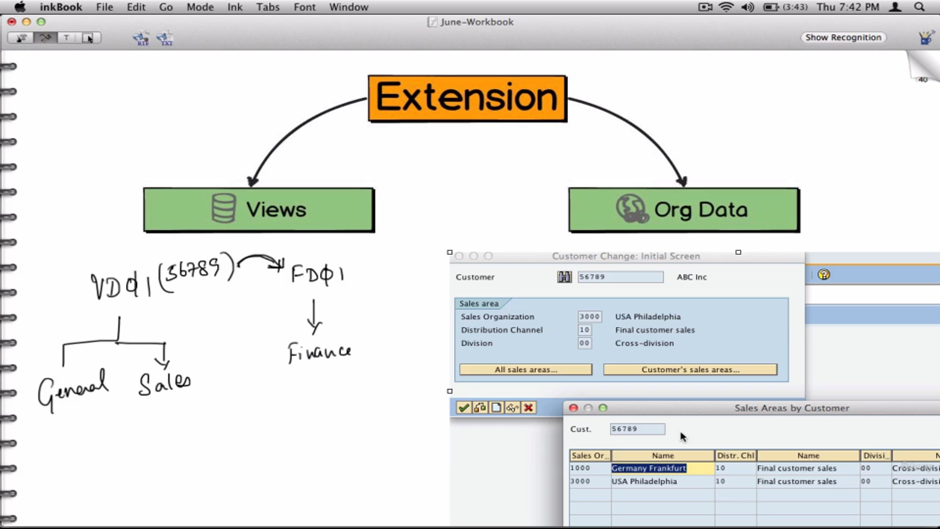 inkBook File Edit Go Mode Ink Tabs Font Window (3:43) Thu 7:42 PM
June-Workbook
T Show Recognition
40
Extension
Views
Org Data
VDΦ1 (56789) FDΦ1
General Sales
Finance
Customer Change: Initial Screen
Customer 56789 ABC Inc
Sales area
Sales Organization 3000 USA Philadelphia
Distribution Channel 10 Final customer sales
Division 00 Cross-division
All sales areas... Customer's sales areas...
Sales Areas by Customer
Cust. 56789
Sales Or... Name Distr. Chl Name Divisi... N
1000 Germany Frankfurt 10 Final customer sales 00 Cross-divisi
3000 USA Philadelphia 10 Final customer sales 00 Cross-divisi